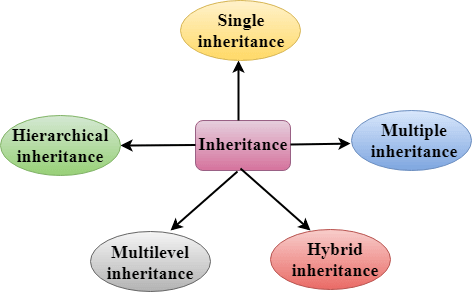 Single
inheritance
Hierarchical
inheritance
Inheritance
Multiple
inheritance
Multilevel
inheritance
Hybrid
inheritance